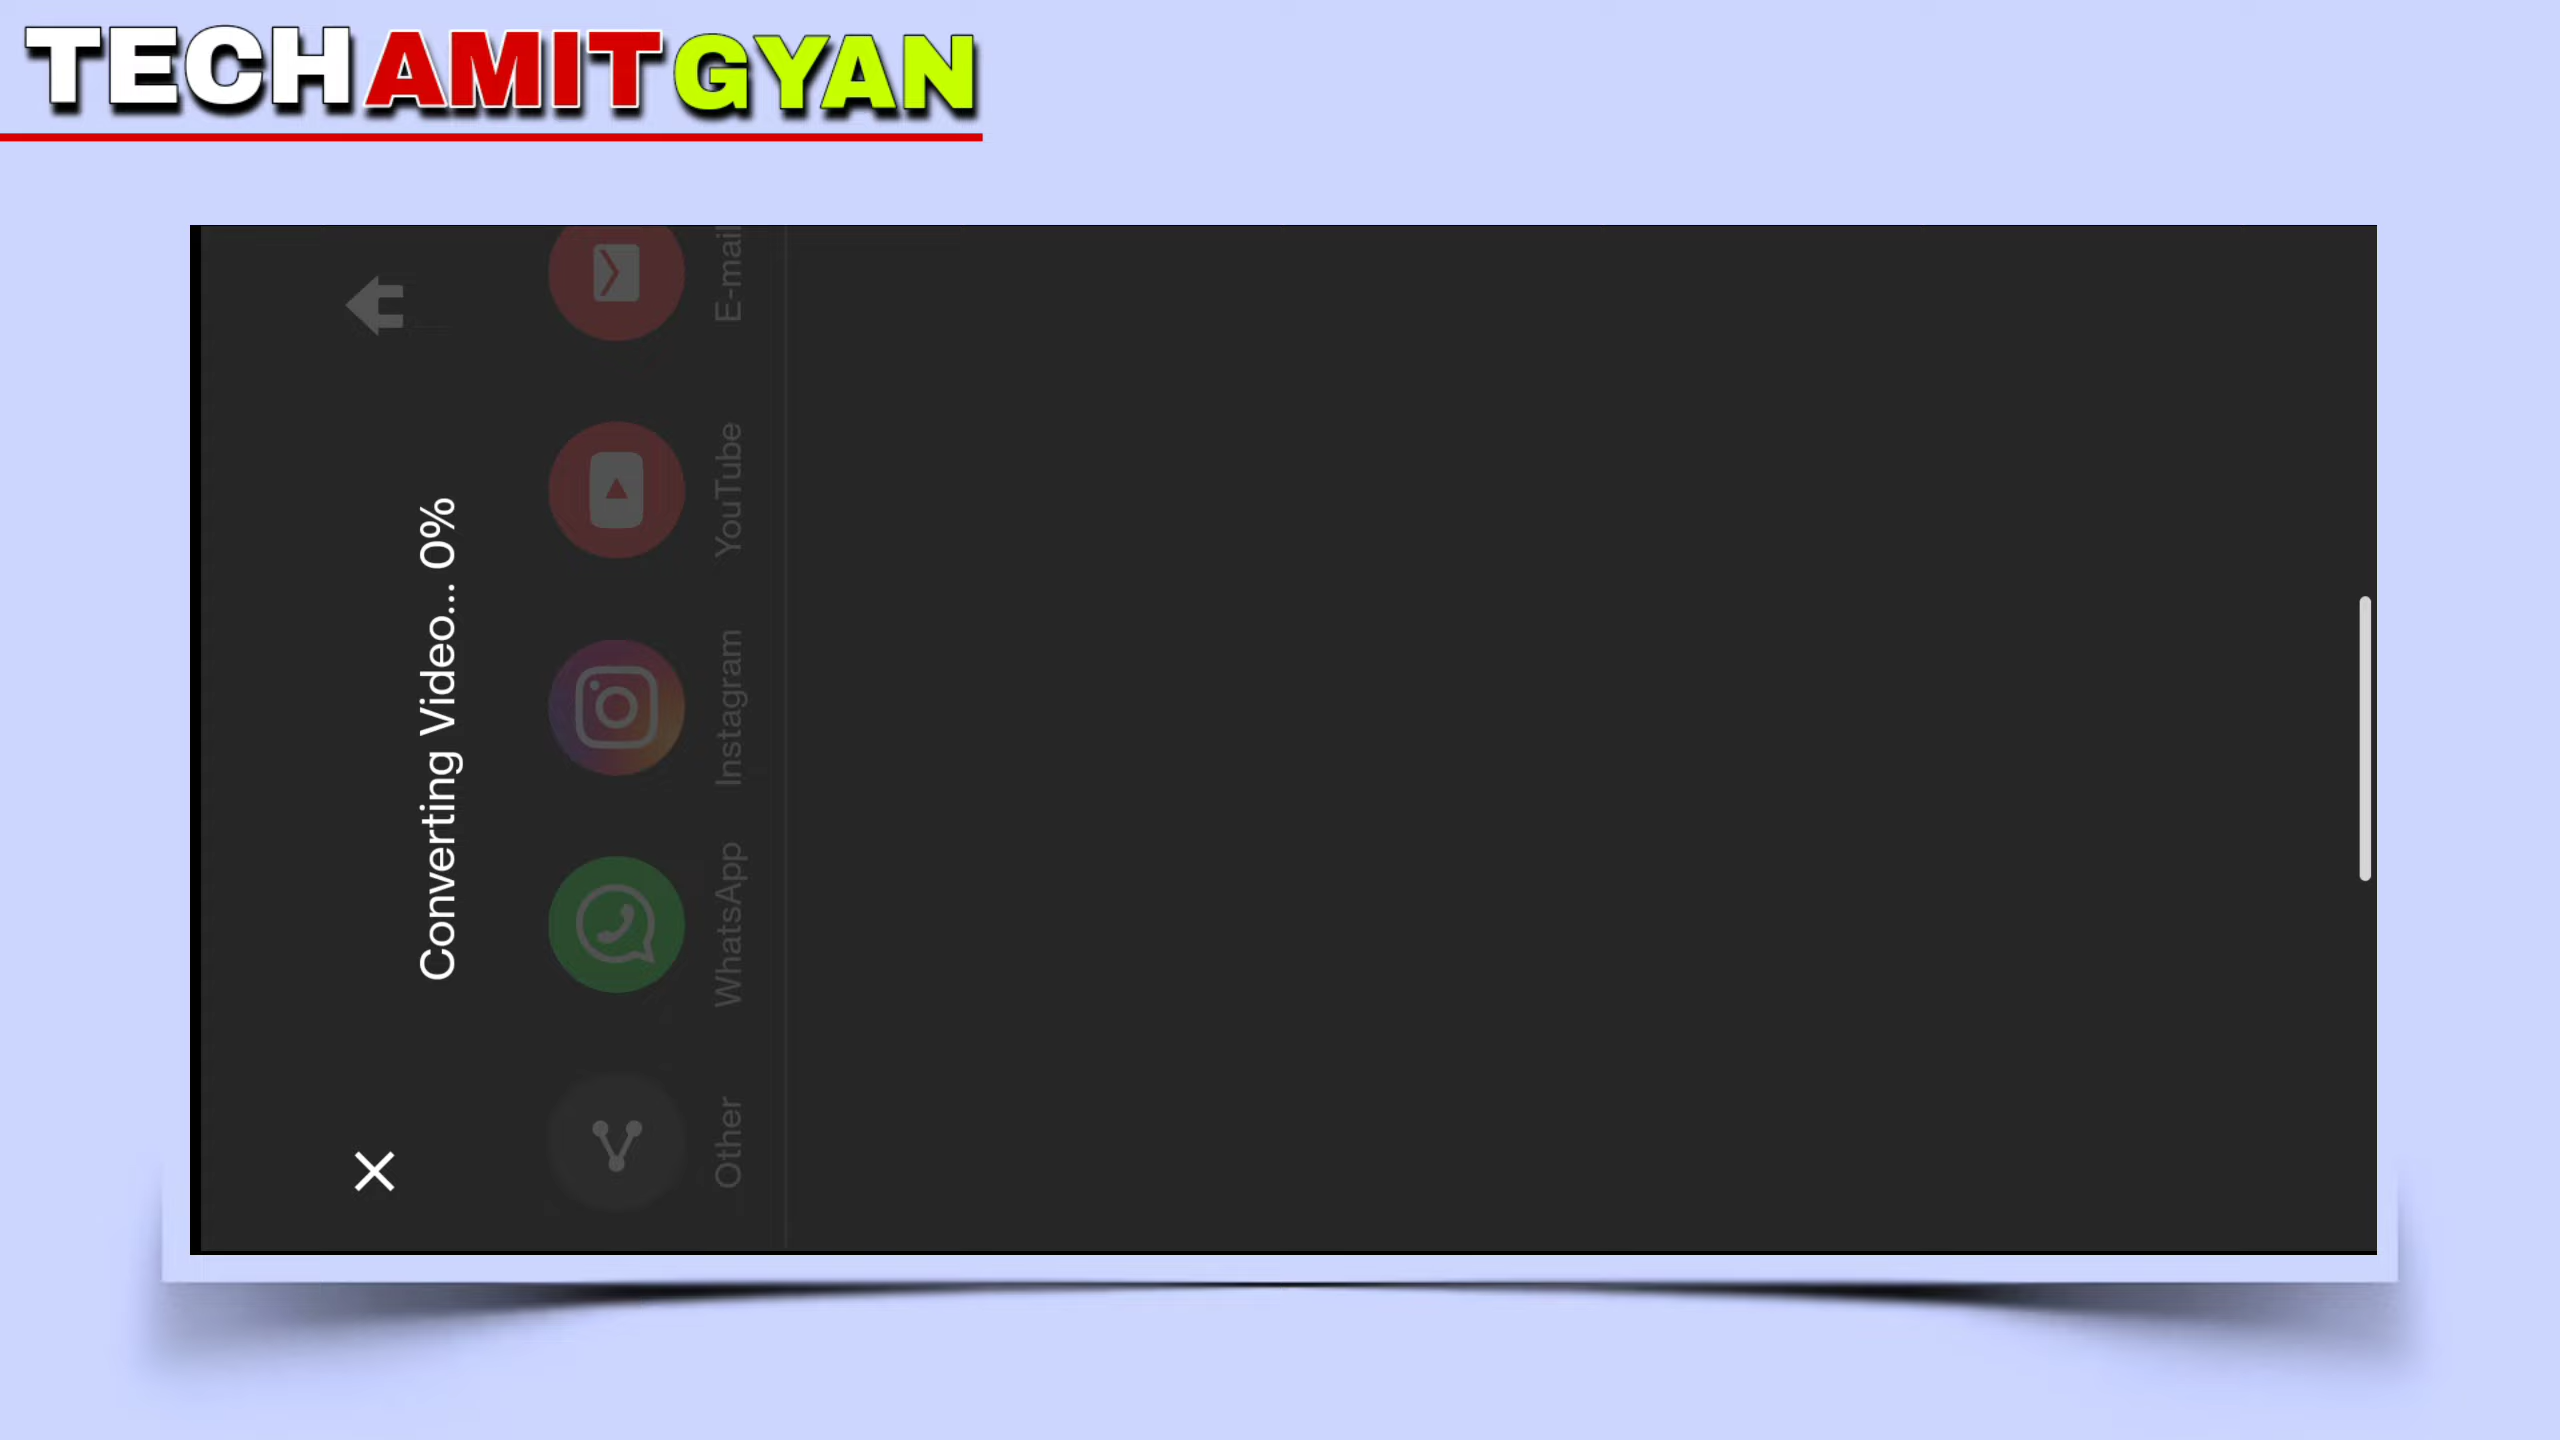 TECH AMIT GYAN
Converting Video... 0%
Other
WhatsApp
Instagram
YouTube
E-mail